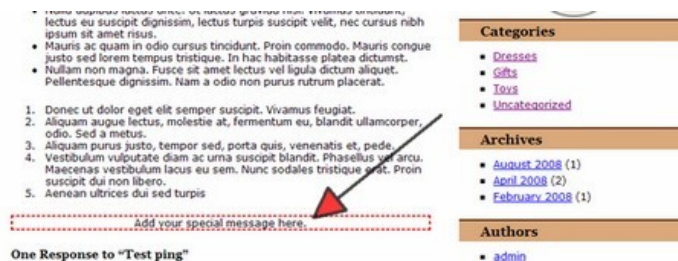 lectus eu suscipit dignissim, lectus turpis suscipit velit, nec cursus nibh
ipsum sit amet risus.
Mauris ac quam in odio cursus tincidunt. Proin commodo. Mauris congue
justo sed lorem tempus tristique. In hac habitasse platea dictumst.
Nullam non magna. Fusce sit amet lectus vel ligula dictum aliquet.
Pellentesque dignissim. Nam a odio non purus rutrum placerat.
1. Donec ut dolor eget elit semper suscipit. Vivamus feugiat.
2. Aliquam augue lectus, molestie at, fermentum eu, blandit ullamcorper,
odio. Sed a metus.
3. Aliquam purus justo, tempor sed, porta quis, venenatis et, pede.
4. Vestibulum vulputate diam ac urna suscipit blandit. Phasellus vel arcu.
Maecenas vestibulum lacus eu sem. Nunc sodales tristique erat. Proin
suscipit dui non libero.
5. Aenean ultrices dui sed turpis
Add your special message here.
One Response to “Test ping”
Categories
Dresses
Gifts
Toys
Uncategorized
Archives
August 2008 (1)
April 2008 (2)
February 2008 (1)
Authors
admin